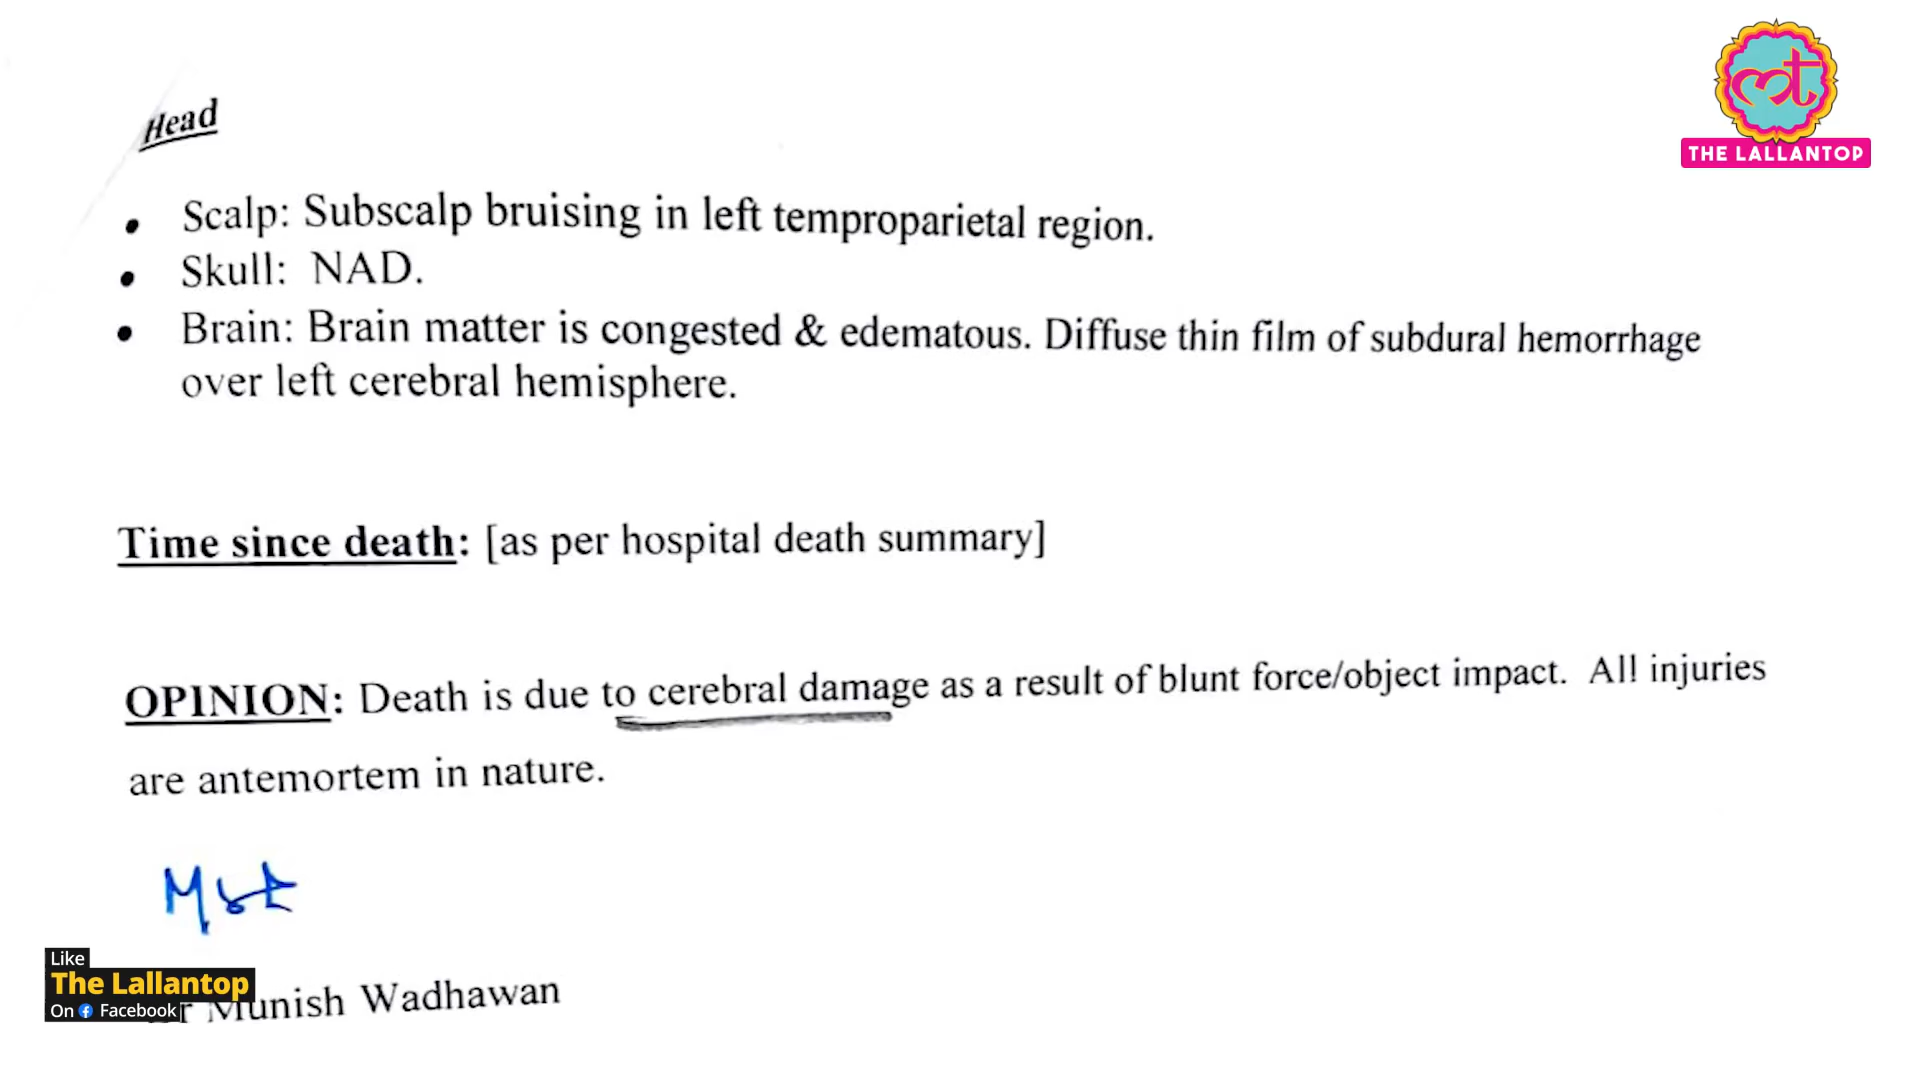 THE LALLANTOP
Head
• Scalp: Subscalp bruising in left temproparietal region.
• Skull: NAD.
• Brain: Brain matter is congested & edematous. Diffuse thin film of subdural hemorrhage
over left cerebral hemisphere.
Time since death: [as per hospital death summary]
OPINION: Death is due to cerebral damage as a result of blunt force/object impact. All injuries
are antemortem in nature.
Munish Wadhawan
Like
The Lallantop
On Facebook